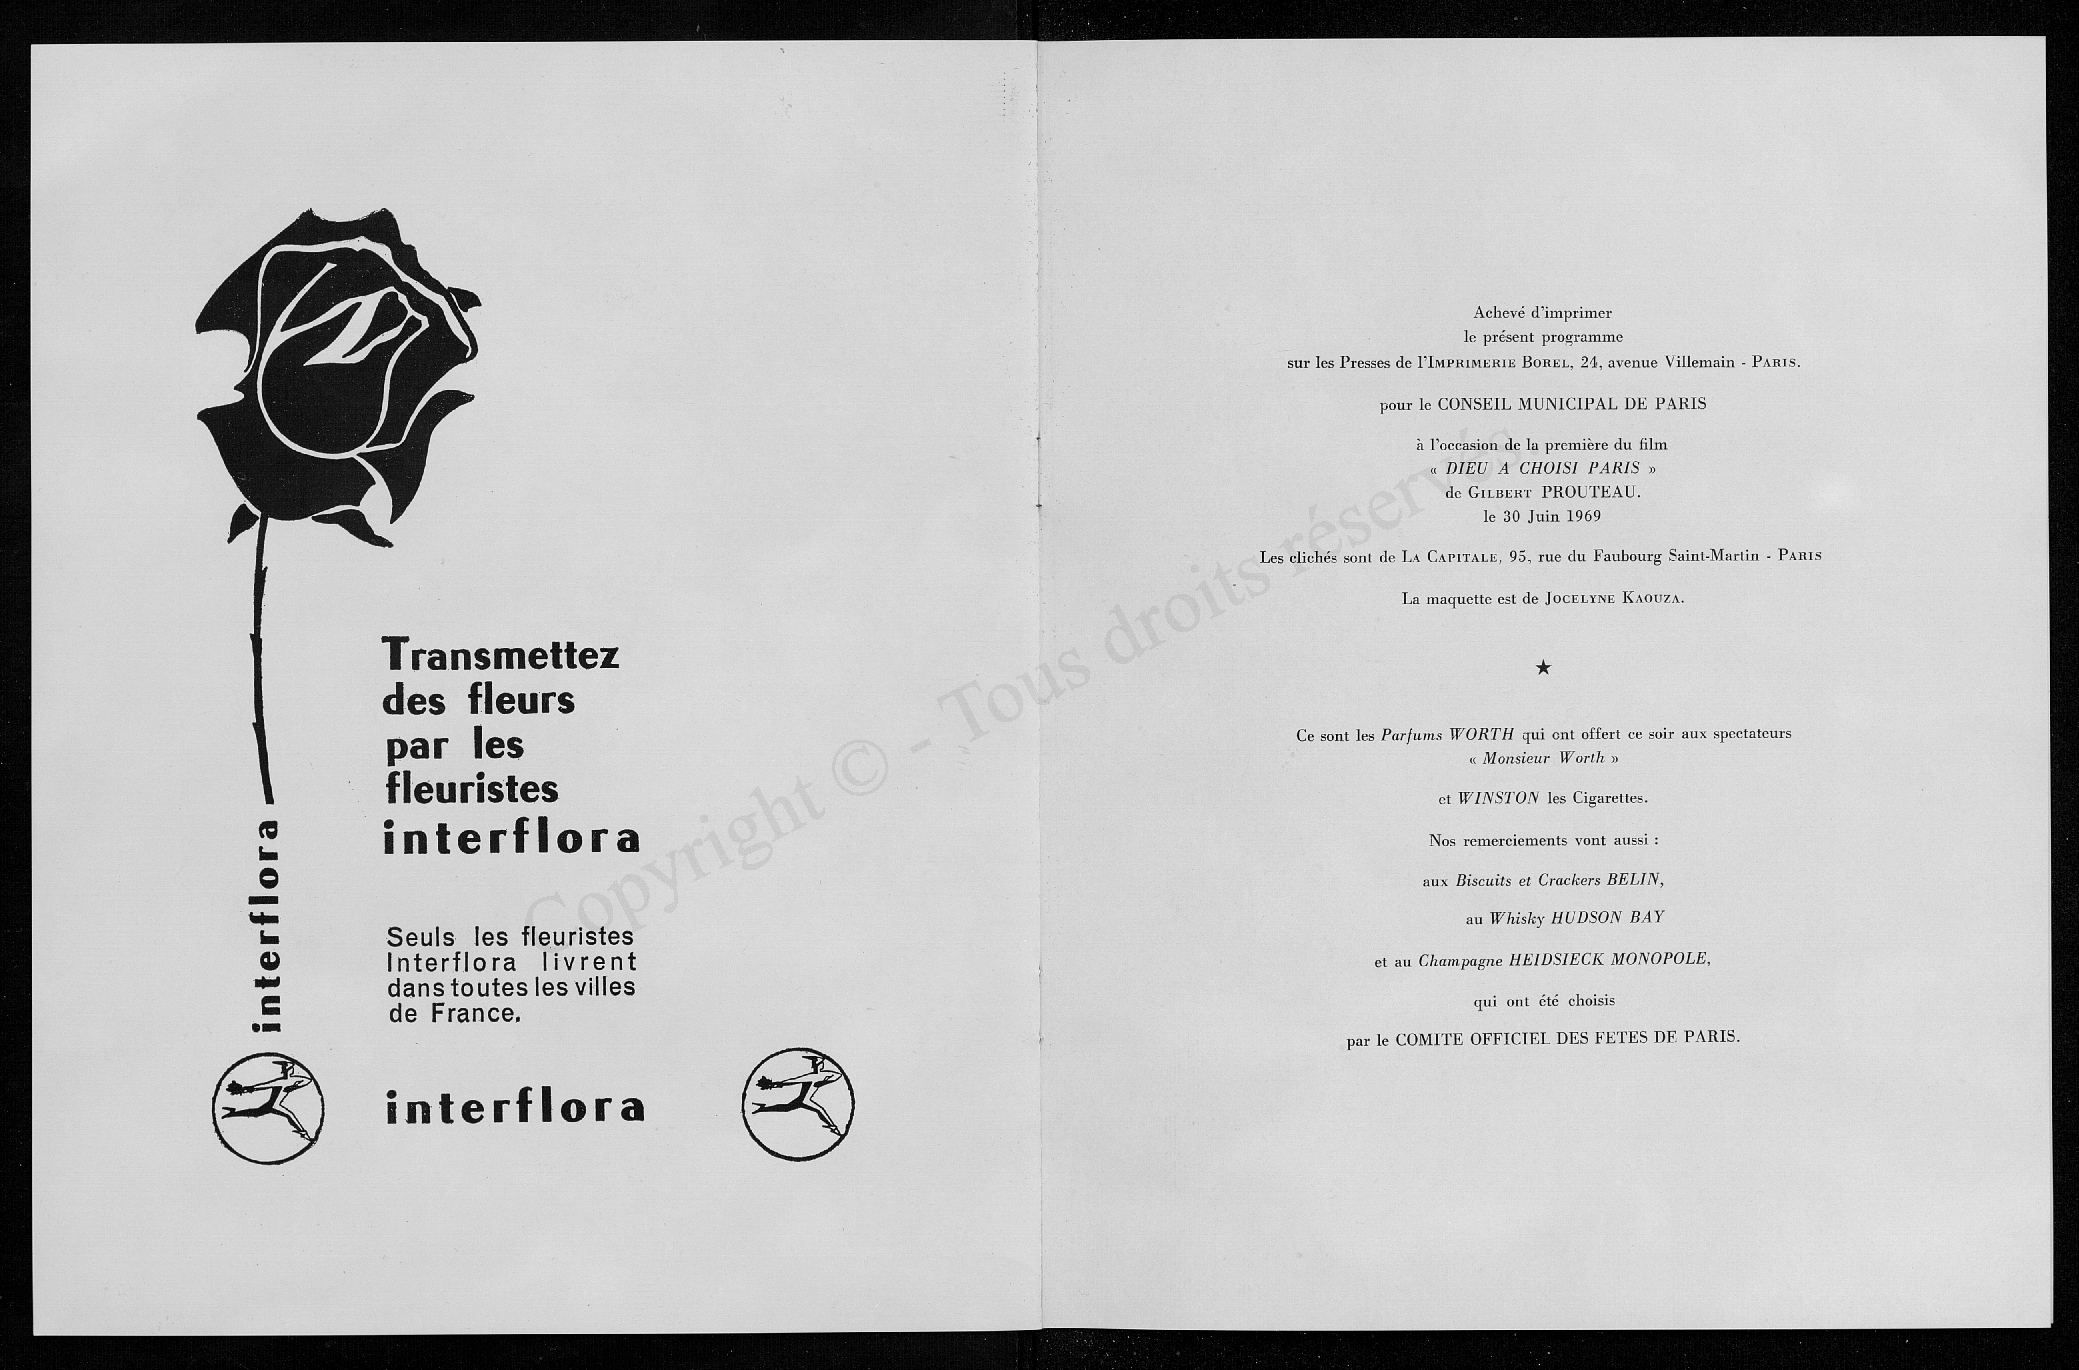 Transmettez
des fleurs
par les
fleuristes
interflora
interflora
Seuls les fleuristes
Interflora livrent
dans toutes les villes
de France.
interflora
Achevé d'imprimer
le présent programme
sur les Presses de l'IMPRIMERIE BOREL, 24, avenue Villemain - PARIS.
pour le CONSEIL MUNICIPAL DE PARIS
à l'occasion de la première du film
« DIEU A CHOISI PARIS »
de GILBERT PROUTEAU.
le 30 Juin 1969
Les clichés sont de LA CAPITALE, 95, rue du Faubourg Saint-Martin - PARIS
La maquette est de JOCELYNE KAOUZA.
★
Ce sont les Parfums WORTH qui ont offert ce soir aux spectateurs
« Monsieur Worth »
et WINSTON les Cigarettes.
Nos remerciements vont aussi :
aux Biscuits et Crackers BELIN,
au Whisky HUDSON BAY
et au Champagne HEIDSIECK MONOPOLE,
qui ont été choisis
par le COMITE OFFICIEL DES FETES DE PARIS.
Copyright © - Tous droits réservés.